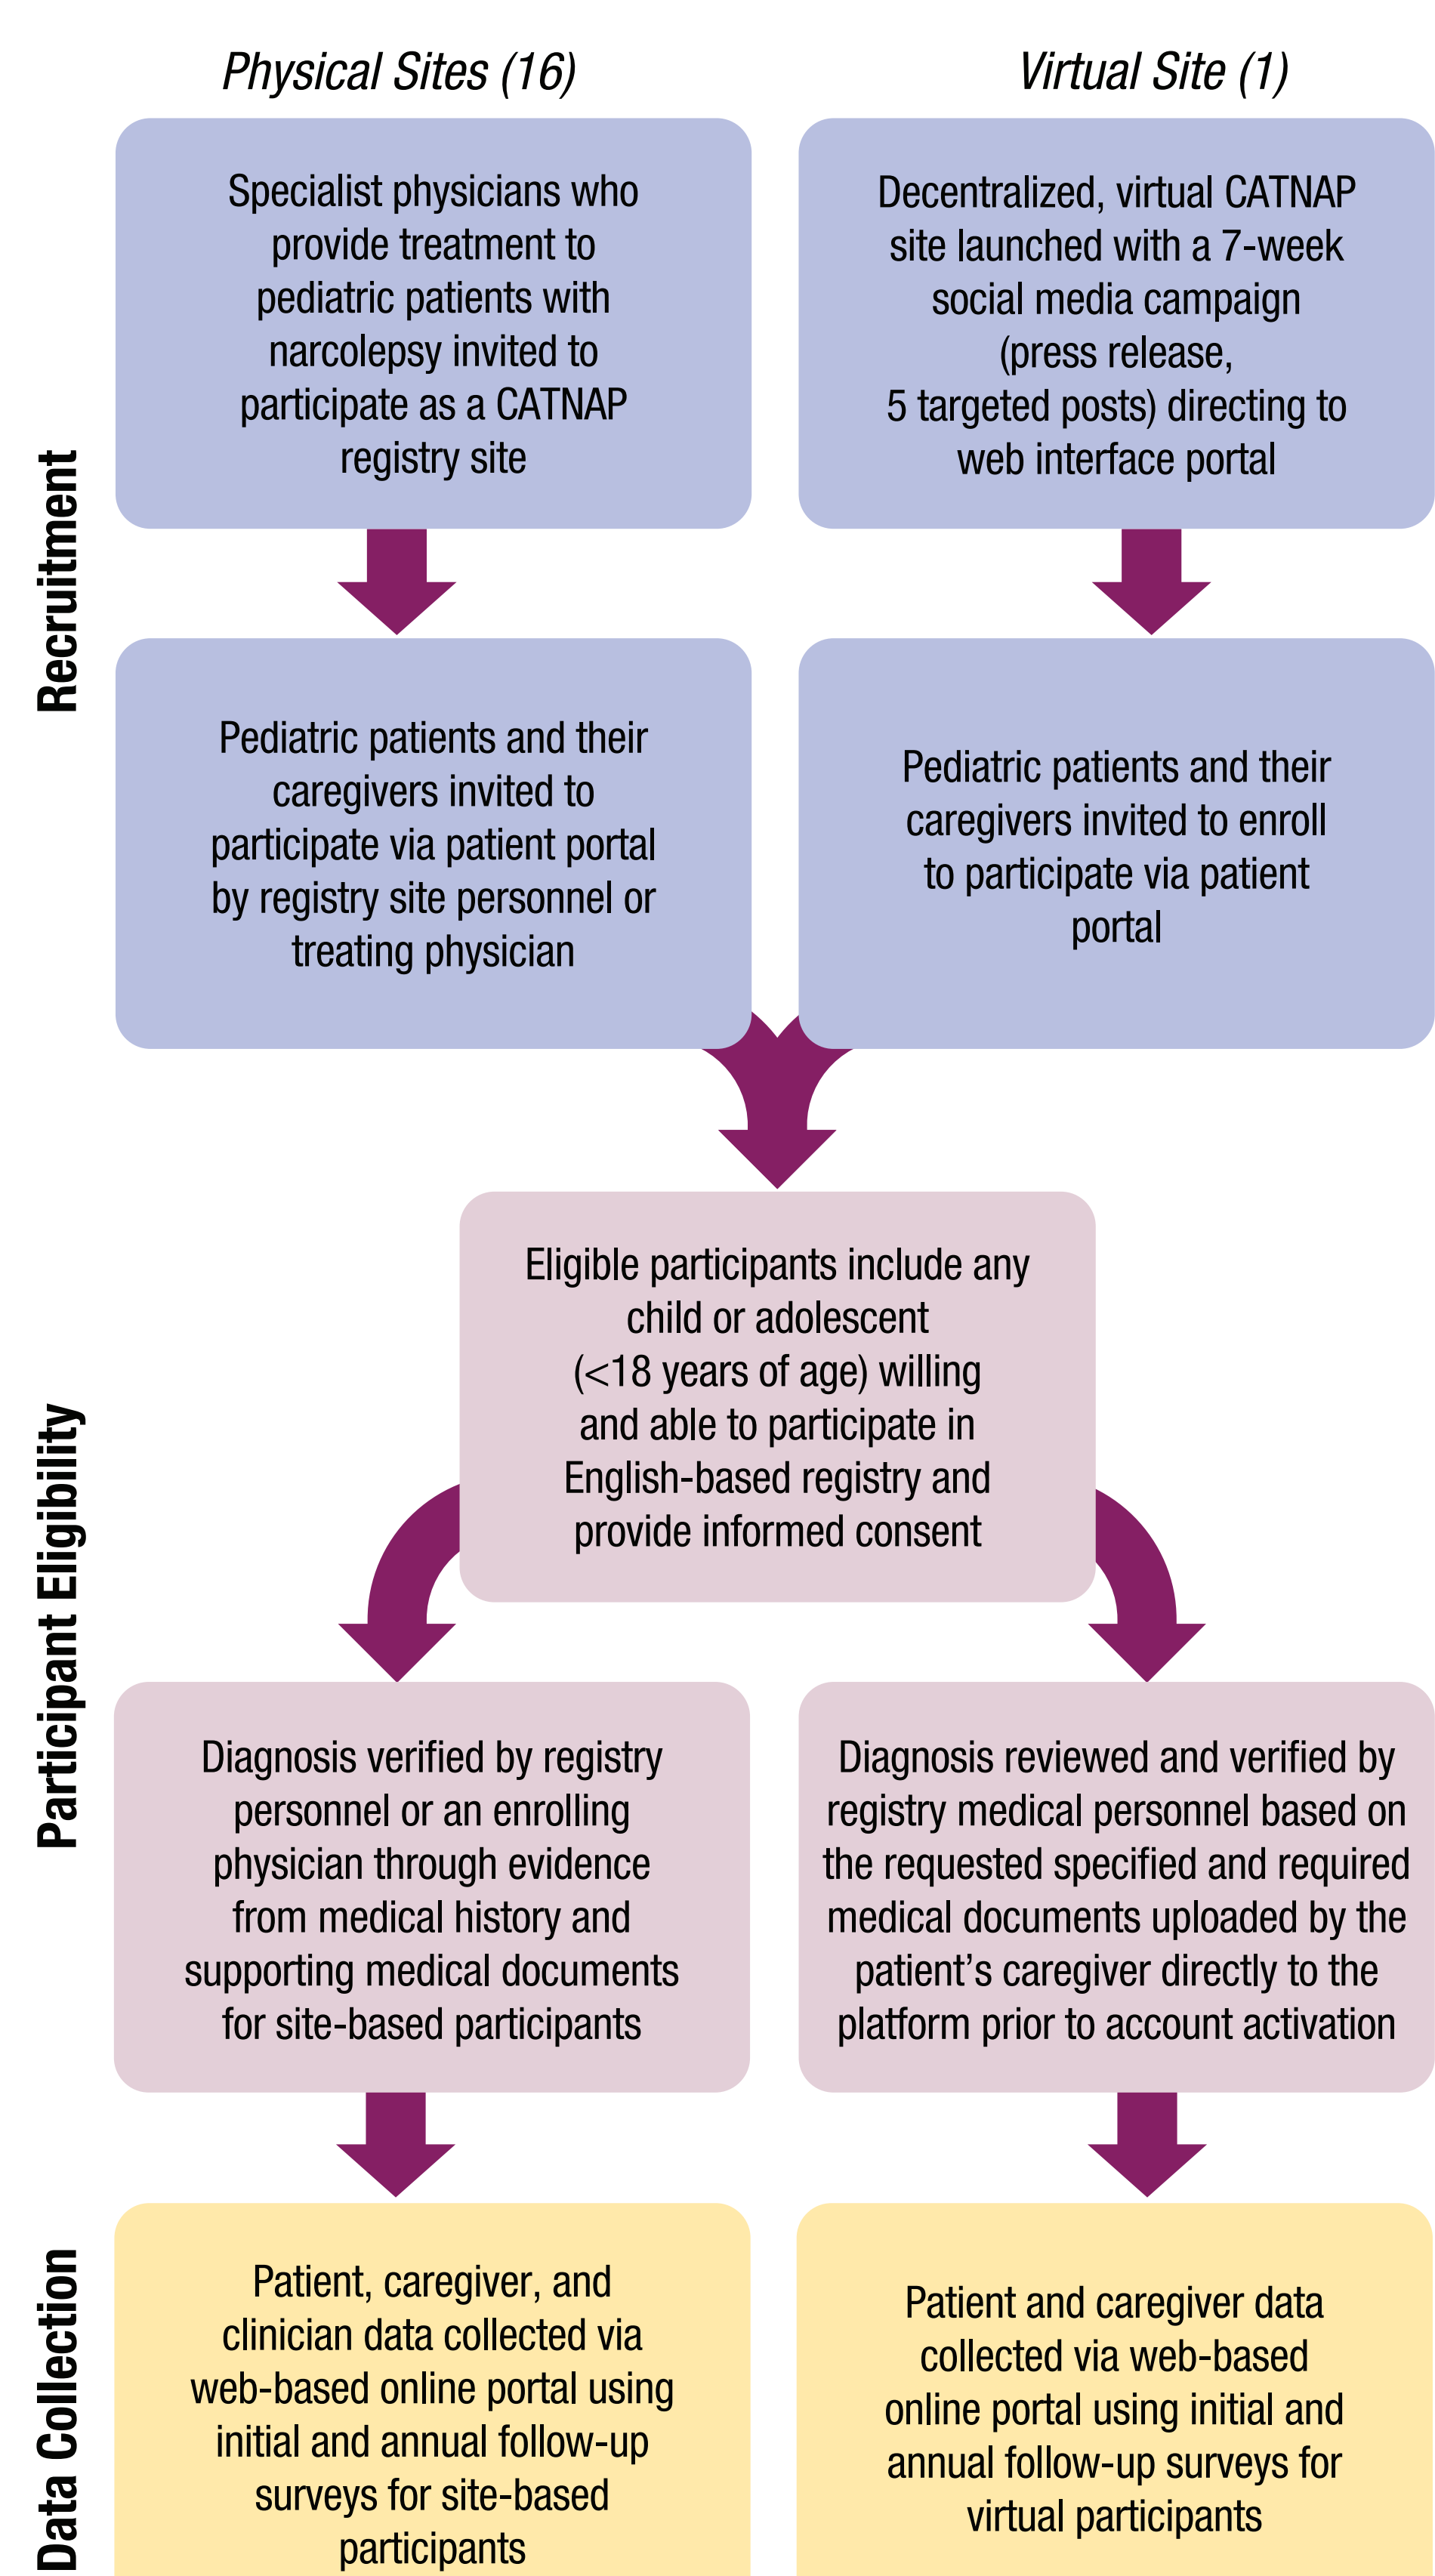 Physical Sites (16)
Virtual Site (1)
Recruitment
Specialist physicians who
provide treatment to
pediatric patients with
narcolepsy invited to
participate as a CATNAP
registry site
Decentralized, virtual CATNAP
site launched with a 7-week
social media campaign
(press release,
5 targeted posts) directing to
web interface portal
Pediatric patients and their
caregivers invited to
participate via patient portal
by registry site personnel or
treating physician
Pediatric patients and their
caregivers invited to enroll
to participate via patient
portal
Participant Eligibility
Eligible participants include any
child or adolescent
(<18 years of age) willing
and able to participate in
English-based registry and
provide informed consent
Diagnosis verified by registry
personnel or an enrolling
physician through evidence
from medical history and
supporting medical documents
for site-based participants
Diagnosis reviewed and verified by
registry medical personnel based on
the requested specified and required
medical documents uploaded by the
patient’s caregiver directly to the
platform prior to account activation
Data Collection
Patient, caregiver, and
clinician data collected via
web-based online portal using
initial and annual follow-up
surveys for site-based
participants
Patient and caregiver data
collected via web-based
online portal using initial and
annual follow-up surveys for
virtual participants